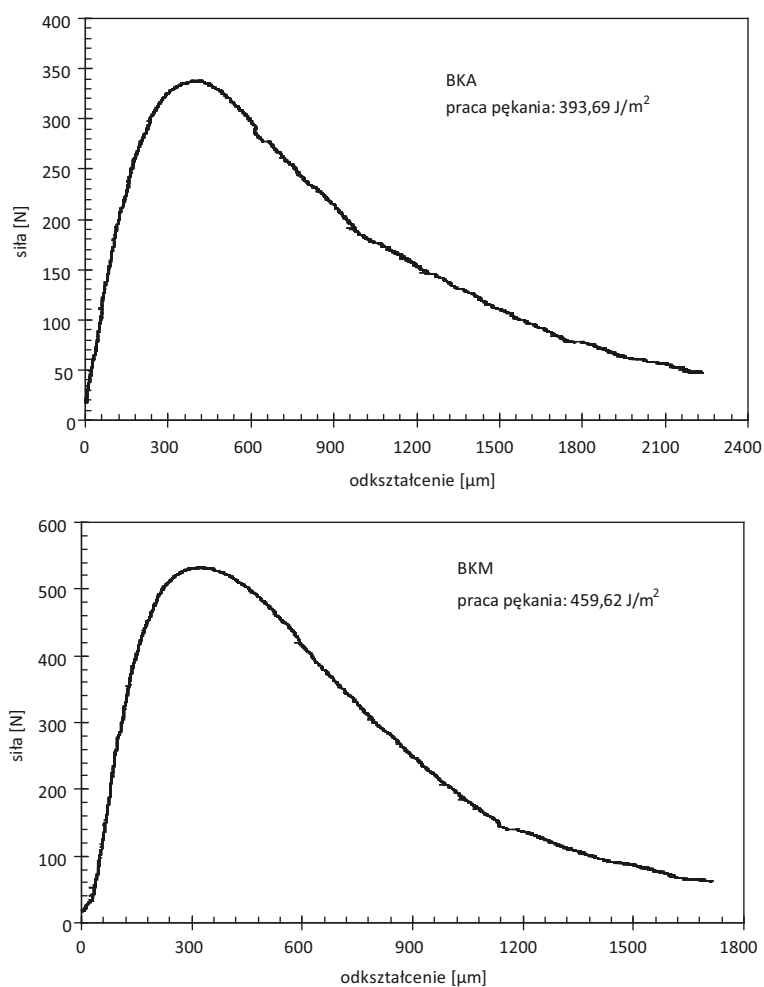 400
350
300
250
200
150
100
50
0
siła [N]
BKA
praca pękania: 393,69 J/m²
0 300 600 900 1200 1500 1800 2100 2400
odkształcenie [µm]
600
500
400
300
200
100
0
siła [N]
BKM
praca pękania: 459,62 J/m²
0 300 600 900 1200 1500 1800
odkształcenie [µm]